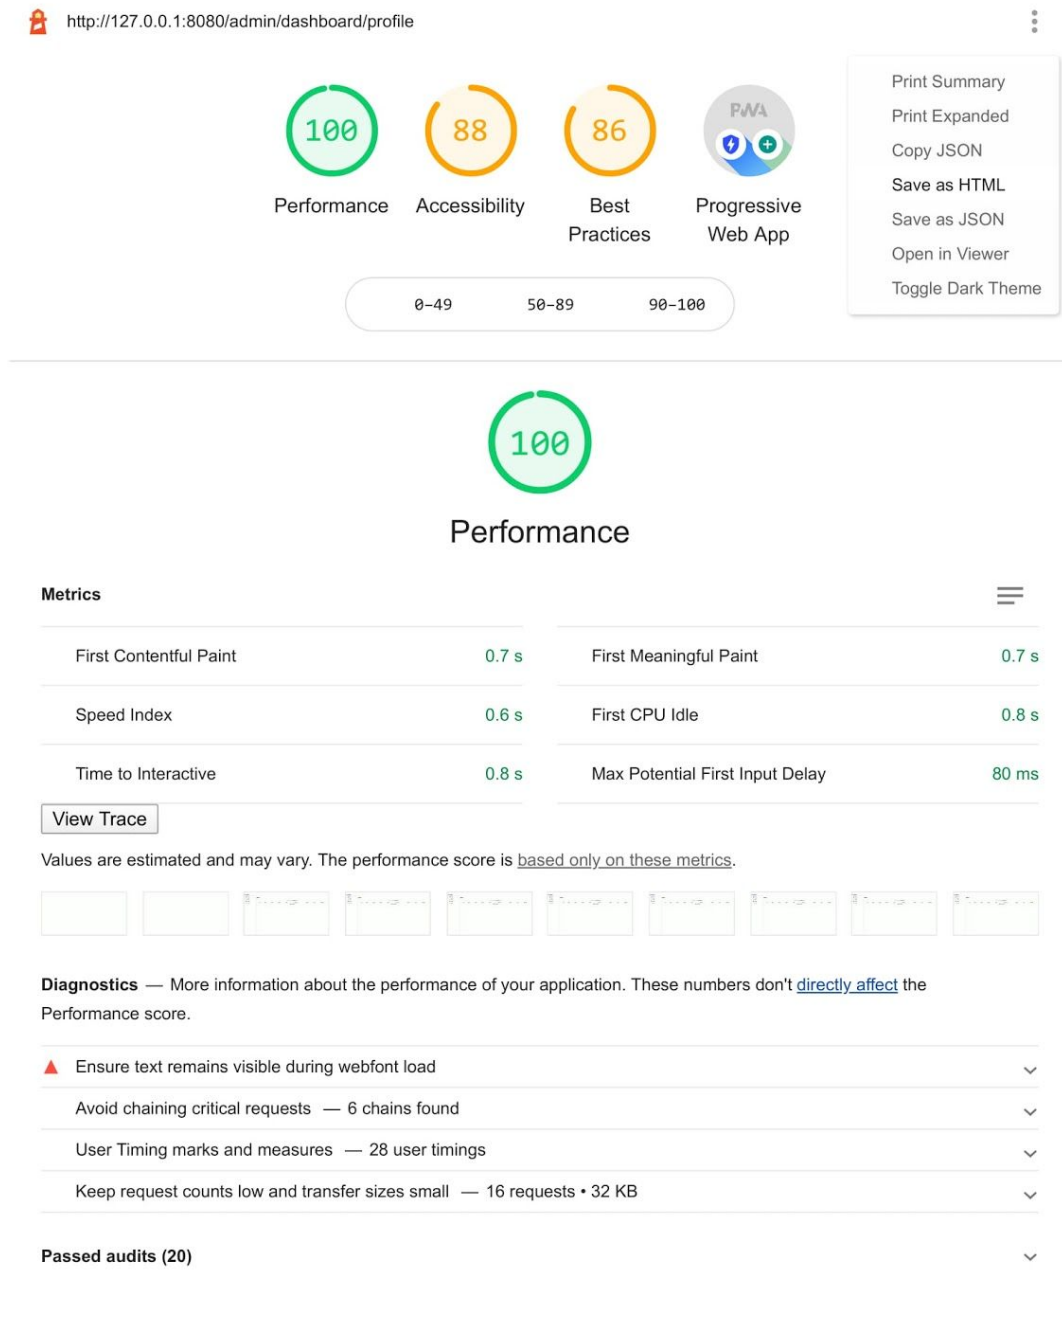 http://127.0.0.1:8080/admin/dashboard/profile
Print Summary
Print Expanded
Copy JSON
Save as HTML
Save as JSON
Open in Viewer
Toggle Dark Theme
100
88
86
PWA
Performance
Accessibility
Best
Practices
Progressive
Web App
0–49
50–89
90–100
100
Performance
Metrics
First Contentful Paint 0.7 s
First Meaningful Paint 0.7 s
Speed Index 0.6 s
First CPU Idle 0.8 s
Time to Interactive 0.8 s
Max Potential First Input Delay 80 ms
View Trace
Values are estimated and may vary. The performance score is based only on these metrics.
Diagnostics — More information about the performance of your application. These numbers don't directly affect the
Performance score.
Ensure text remains visible during webfont load
Avoid chaining critical requests — 6 chains found
User Timing marks and measures — 28 user timings
Keep request counts low and transfer sizes small — 16 requests • 32 KB
Passed audits (20)